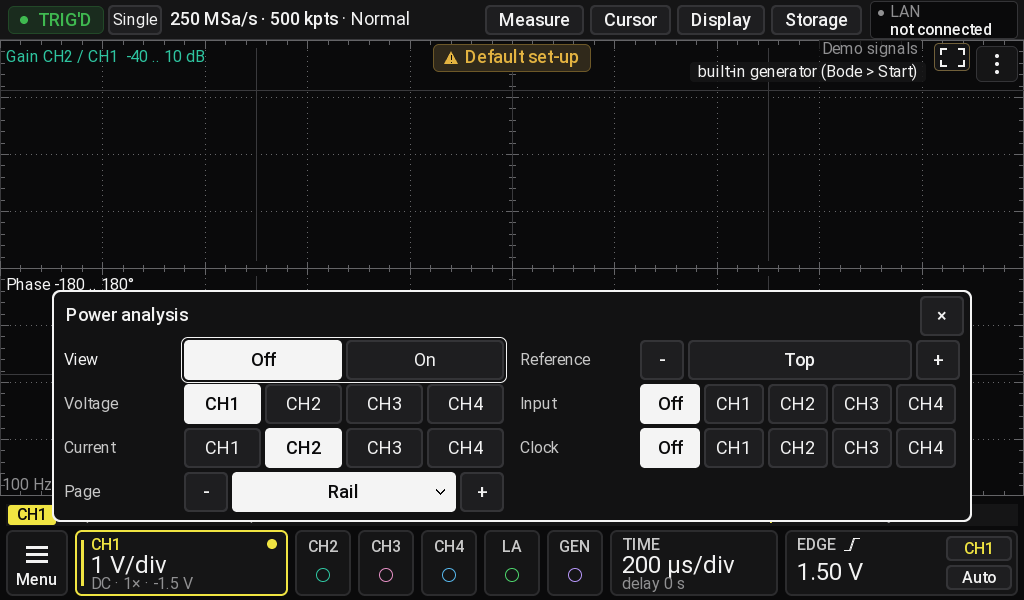 TRIG'D Single 250 MSa/s · 500 kpts · Normal Measure Cursor Display Storage LAN
not connected
Gain CH2 / CH1 -40 .. 10 dB Default set-up Demo signals
built-in generator (Bode > Start)
Phase -180 .. 180°
Power analysis ×
View Off On Reference - Top +
Voltage CH1 CH2 CH3 CH4 Input Off CH1 CH2 CH3 CH4
Current CH1 CH2 CH3 CH4 Clock Off CH1 CH2 CH3 CH4
100 Hz Page - Rail +
CH1
Menu CH1 CH2 CH3 CH4 LA GEN TIME EDGE CH1
1 V/div 200 µs/div 1.50 V Auto
DC · 1× · -1.5 V delay 0 s